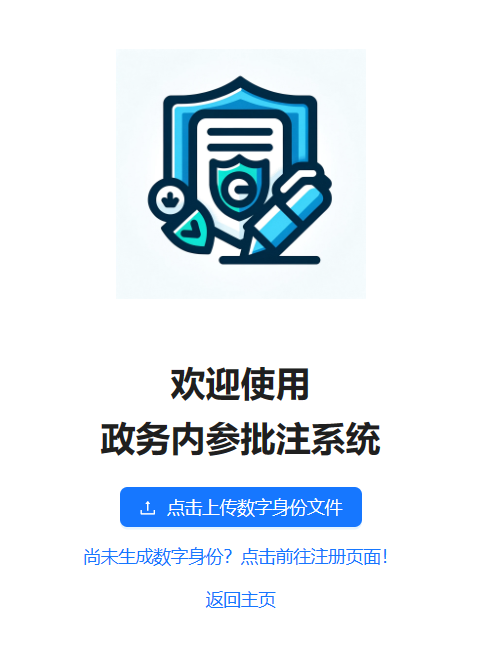 欢迎使用
政务内参批注系统
点击上传数字身份文件
尚未生成数字身份？点击前往注册页面！
返回主页